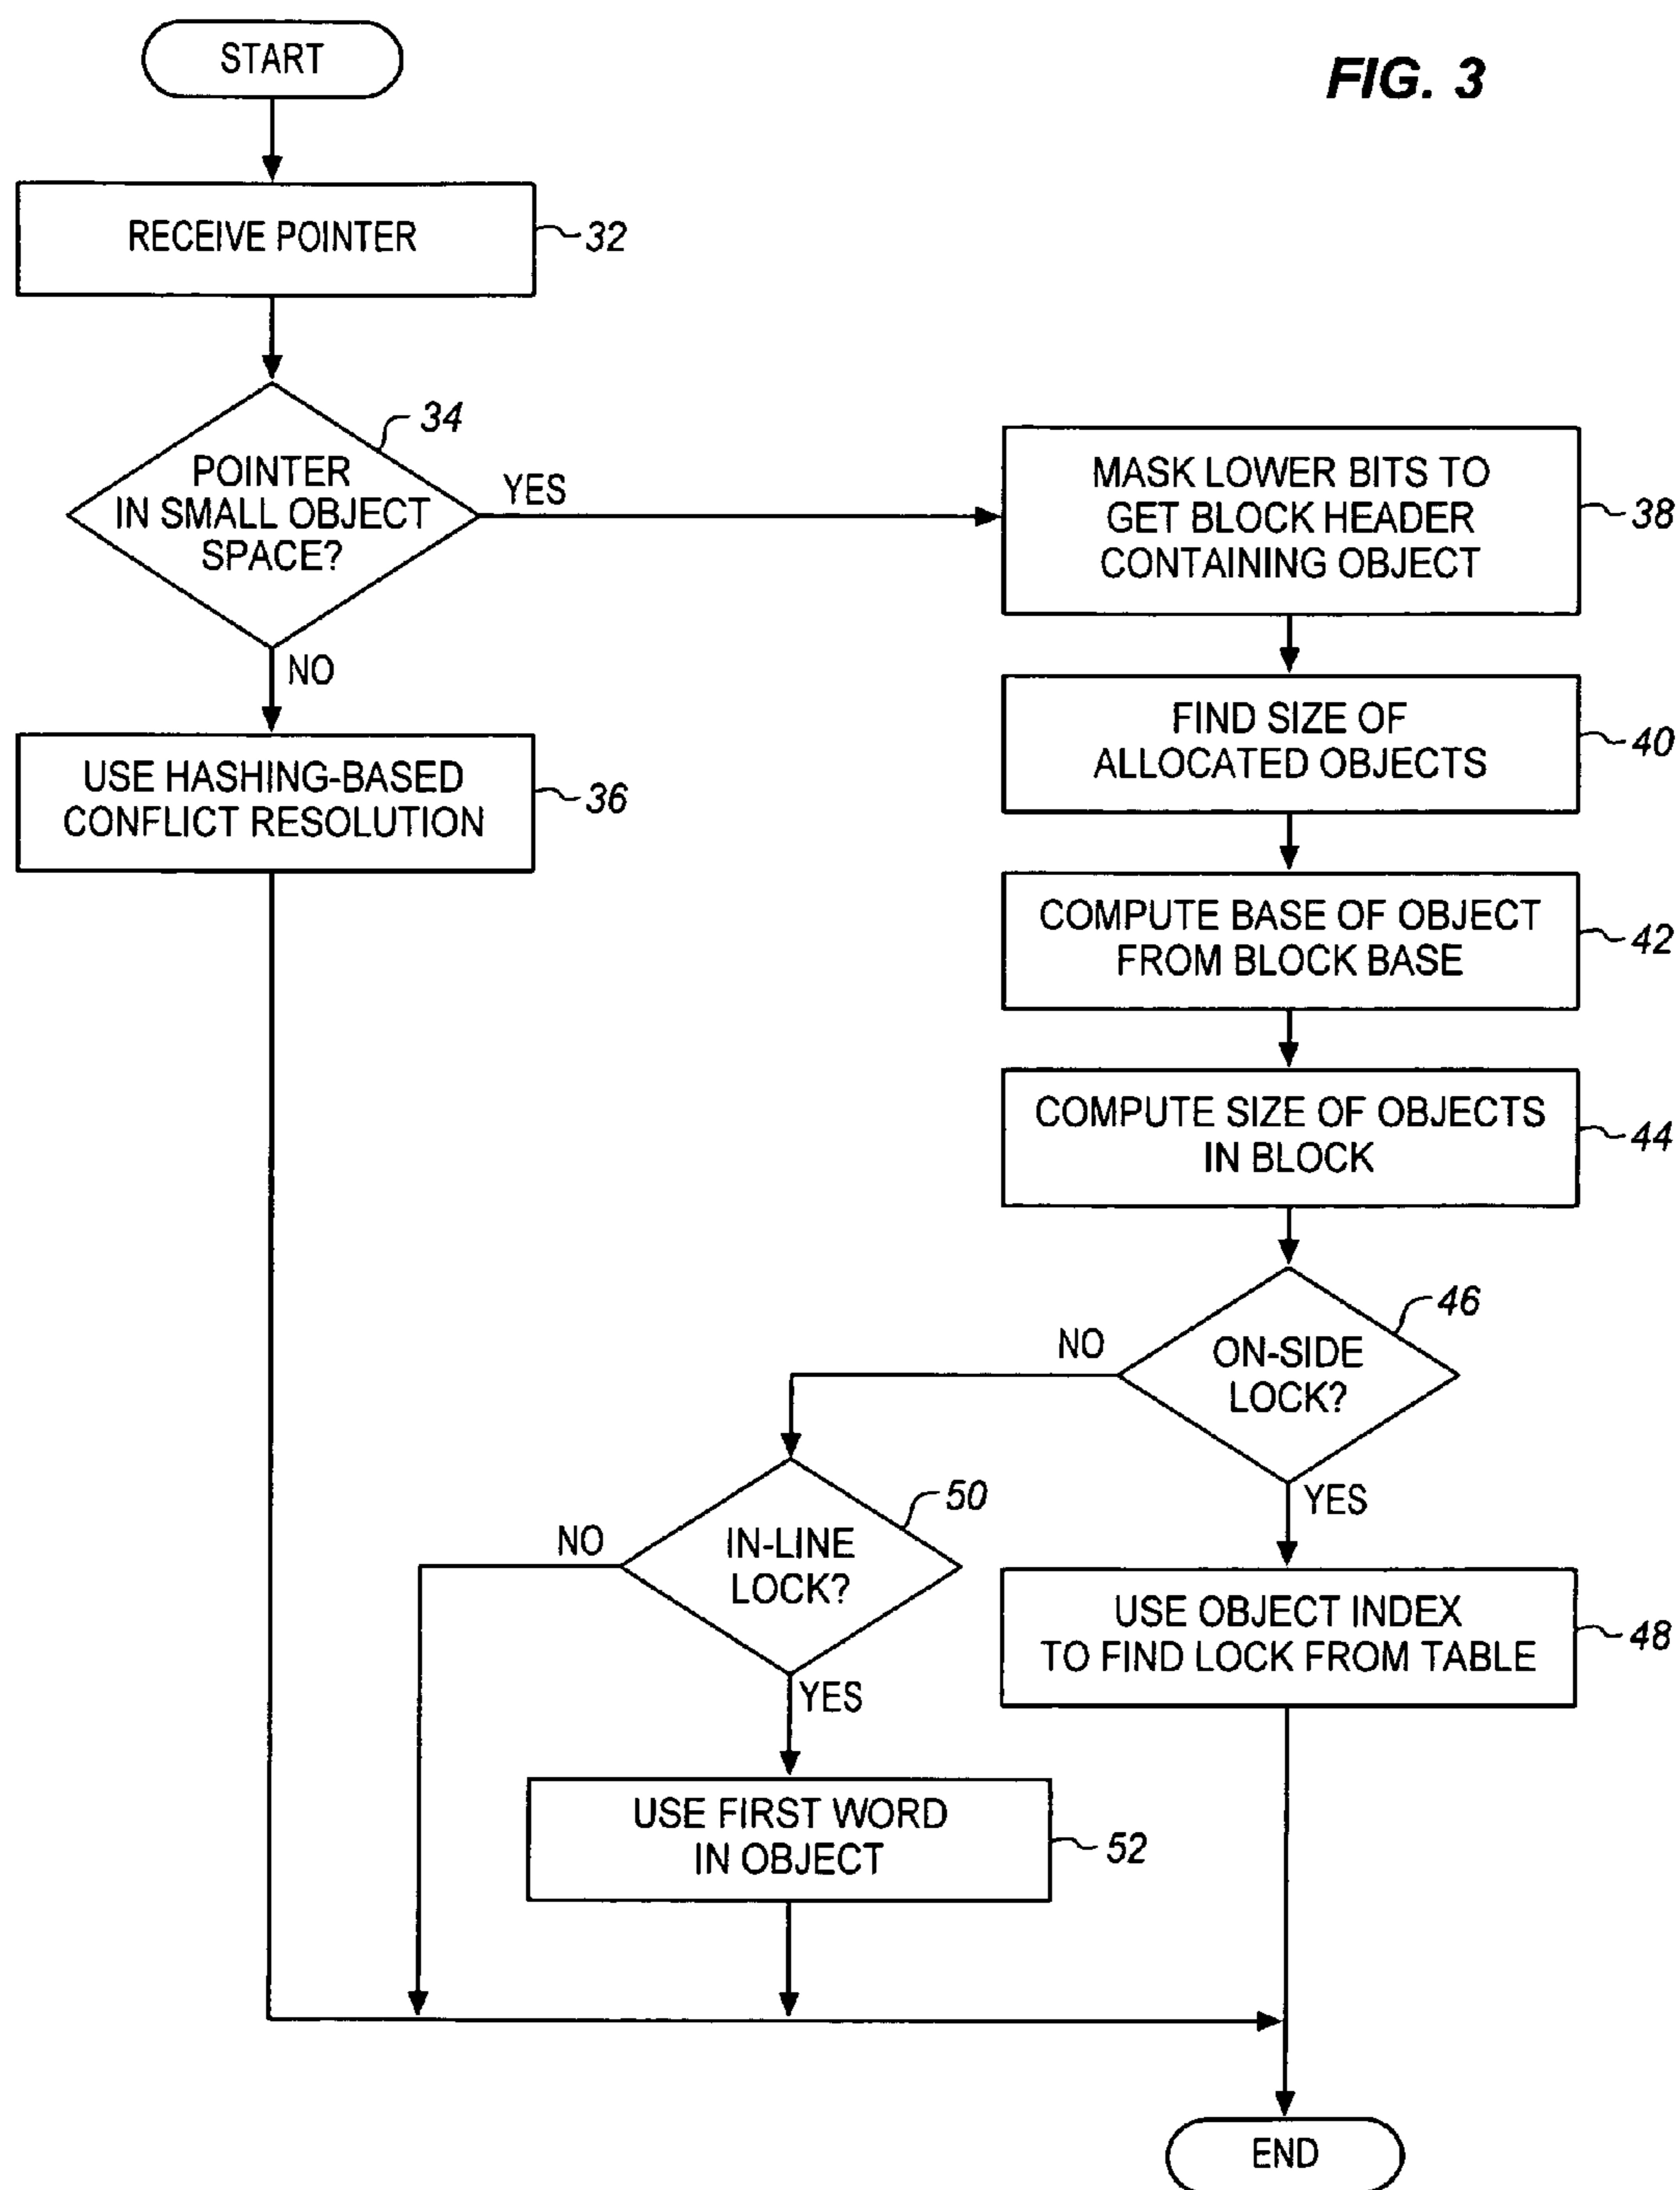 START
FIG. 3
RECEIVE POINTER
32
34
POINTER
IN SMALL OBJECT
SPACE?
YES
NO
MASK LOWER BITS TO
GET BLOCK HEADER
CONTAINING OBJECT
38
USE HASHING-BASED
CONFLICT RESOLUTION
36
FIND SIZE OF
ALLOCATED OBJECTS
40
COMPUTE BASE OF OBJECT
FROM BLOCK BASE
42
COMPUTE SIZE OF OBJECTS
IN BLOCK
44
46
ON-SIDE
LOCK?
NO
YES
50
IN-LINE
LOCK?
NO
YES
USE OBJECT INDEX
TO FIND LOCK FROM TABLE
48
USE FIRST WORD
IN OBJECT
52
END